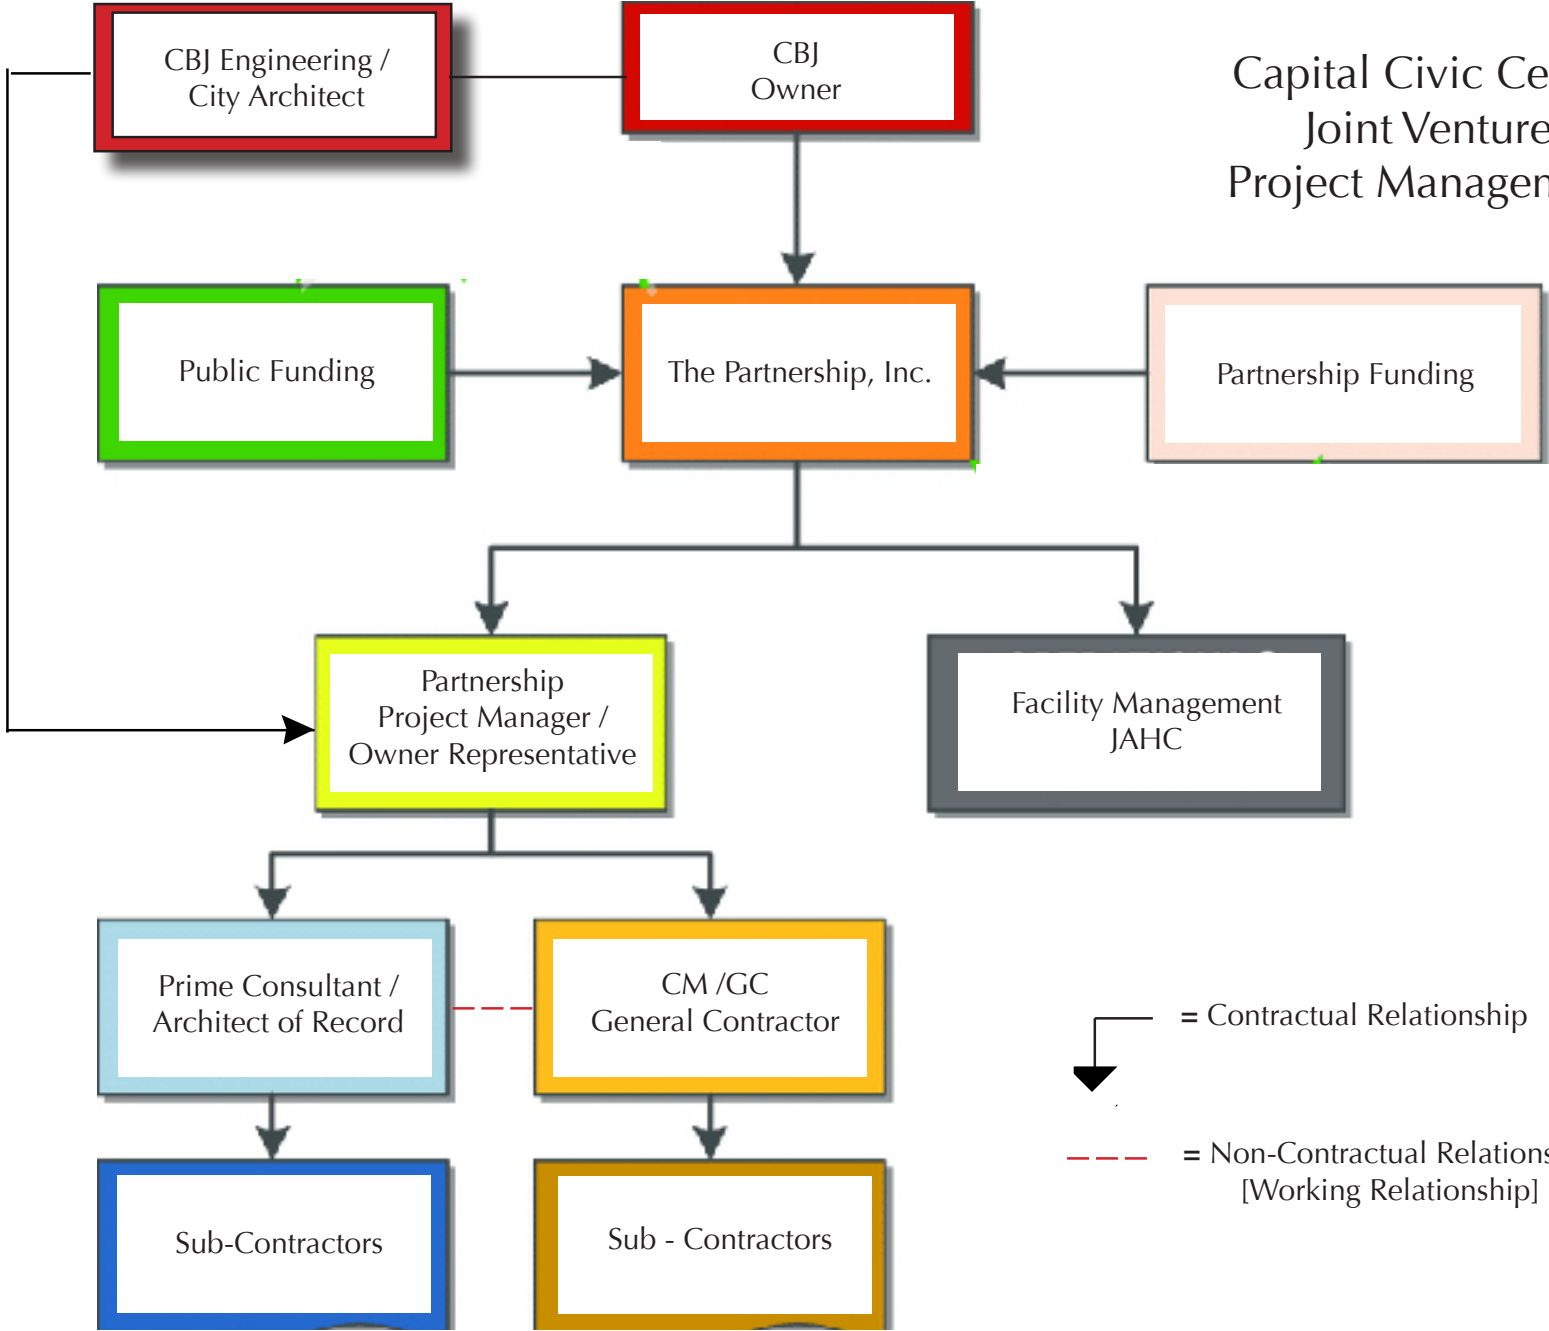 CBJ Engineering /
City Architect
CBJ
Owner
Capital Civic Ce
Joint Venture
Project Manage
Public Funding
The Partnership, Inc.
Partnership Funding
Partnership
Project Manager /
Owner Representative
Facility Management
JAHC
Prime Consultant /
Architect of Record
CM /GC
General Contractor
= Contractual Relationship
= Non-Contractual Relations
[Working Relationship]
Sub-Contractors
Sub - Contractors